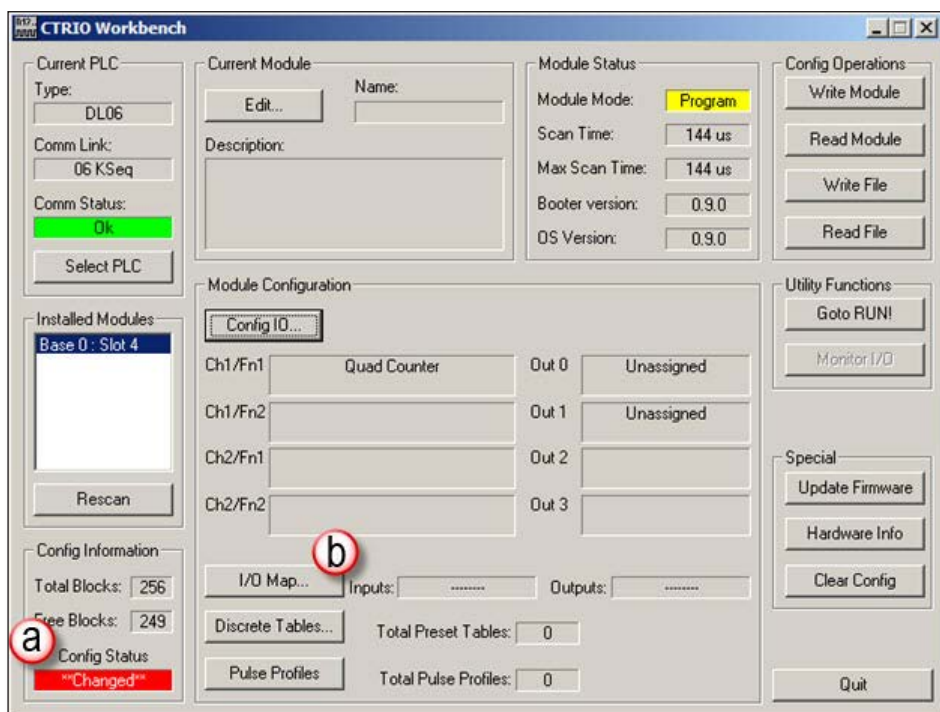 CTRIO Workbench
Current PLC
Type:
DL06
Comm Link:
06 KSeq
Comm Status:
Ok
Select PLC
Installed Modules
Base 0 : Slot 4
Rescan
Config Information
Total Blocks: 256
Free Blocks: 249
a
Config Status
**Changed**
Current Module
Edit...
Name:
Description:
Module Status
Module Mode: Program
Scan Time: 144 us
Max Scan Time: 144 us
Booter version: 0.9.0
OS Version: 0.9.0
Module Configuration
Config IO...
Ch1/Fn1 Quad Counter Out 0 Unassigned
Ch1/Fn2 Out 1 Unassigned
Ch2/Fn1 Out 2
Ch2/Fn2 Out 3
b
I/O Map... Inputs: ------- Outputs: -------
Discrete Tables... Total Preset Tables: 0
Pulse Profiles Total Pulse Profiles: 0
Config Operations
Write Module
Read Module
Write File
Read File
Utility Functions
Goto RUN!
Monitor I/O
Special
Update Firmware
Hardware Info
Clear Config
Quit